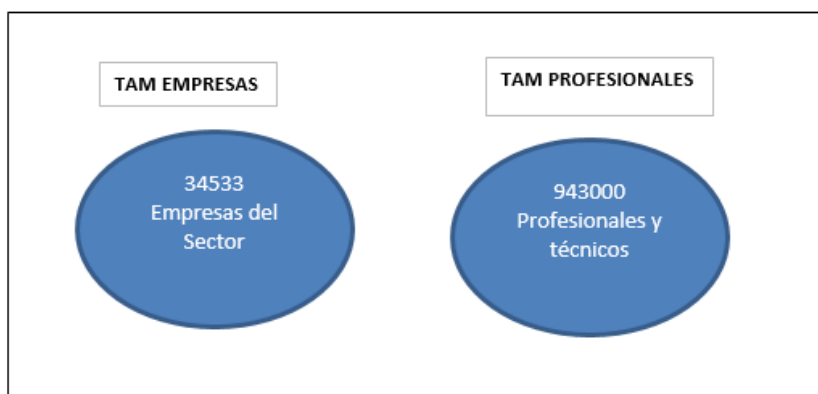 TAM EMPRESAS
34533
Empresas del
Sector
TAM PROFESIONALES
943000
Profesionales y
técnicos